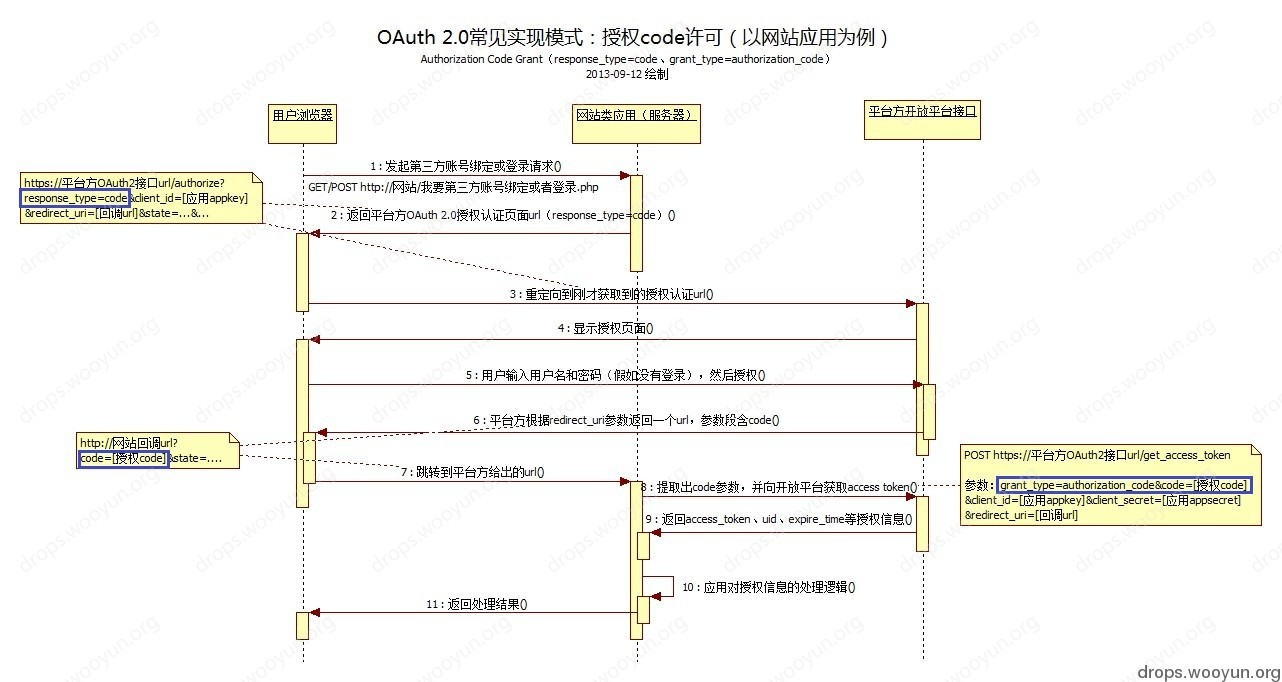 OAuth 2.0常见实现模式：授权code许可（以网站应用为例）
Authorization Code Grant（response_type=code、grant_type=authorization_code）
2013-09-12 绘制
用户浏览器
网站类应用（服务器）
平台方开放平台接口
1：发起第三方账号绑定或登录请求()
GET/POST http://网站/我要第三方账号绑定或者登录.php
https://平台方OAuth2接口url/authorize?
response_type=code&client_id=[应用appkey]
&redirect_uri=[回调url]&state=...&...
2：返回平台方OAuth 2.0授权认证页面url（response_type=code）()
3：重定向到刚才获取到的授权认证url()
4：显示授权页面()
5：用户输入用户名和密码（假如没有登录），然后授权()
6：平台方根据redirect_uri参数返回一个url，参数段含code()
http://网站回调url?
code=[授权code]&state=....
7：跳转到平台方给出的url()
8：提取出code参数，并向开放平台获取access token()
POST https://平台方OAuth2接口url/get_access_token
参数：grant_type=authorization_code&code=[授权code]
&client_id=[应用appkey]&client_secret=[应用appsecret]
&redirect_uri=[回调url]
9：返回access_token、uid、expire_time等授权信息()
10：应用对授权信息的处理逻辑()
11：返回处理结果()
drops.wooyun.org